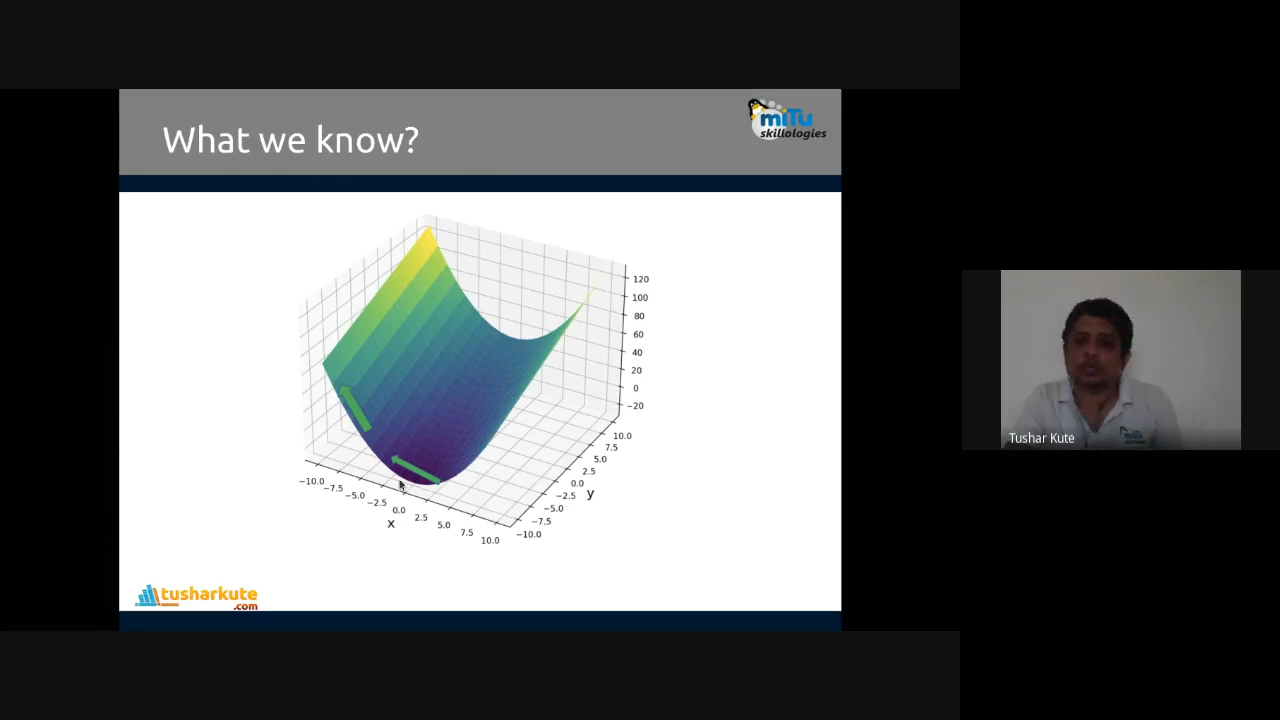 What we know?
miTu
skillologies
120
100
80
60
40
20
0
−20
10.0
7.5
5.0
2.5
0.0
−2.5
−5.0
−7.5
−10.0
y
−10.0
−7.5
−5.0
−2.5
0.0
2.5
5.0
7.5
10.0
x
tusharkute
.com
Tushar Kute
miTu